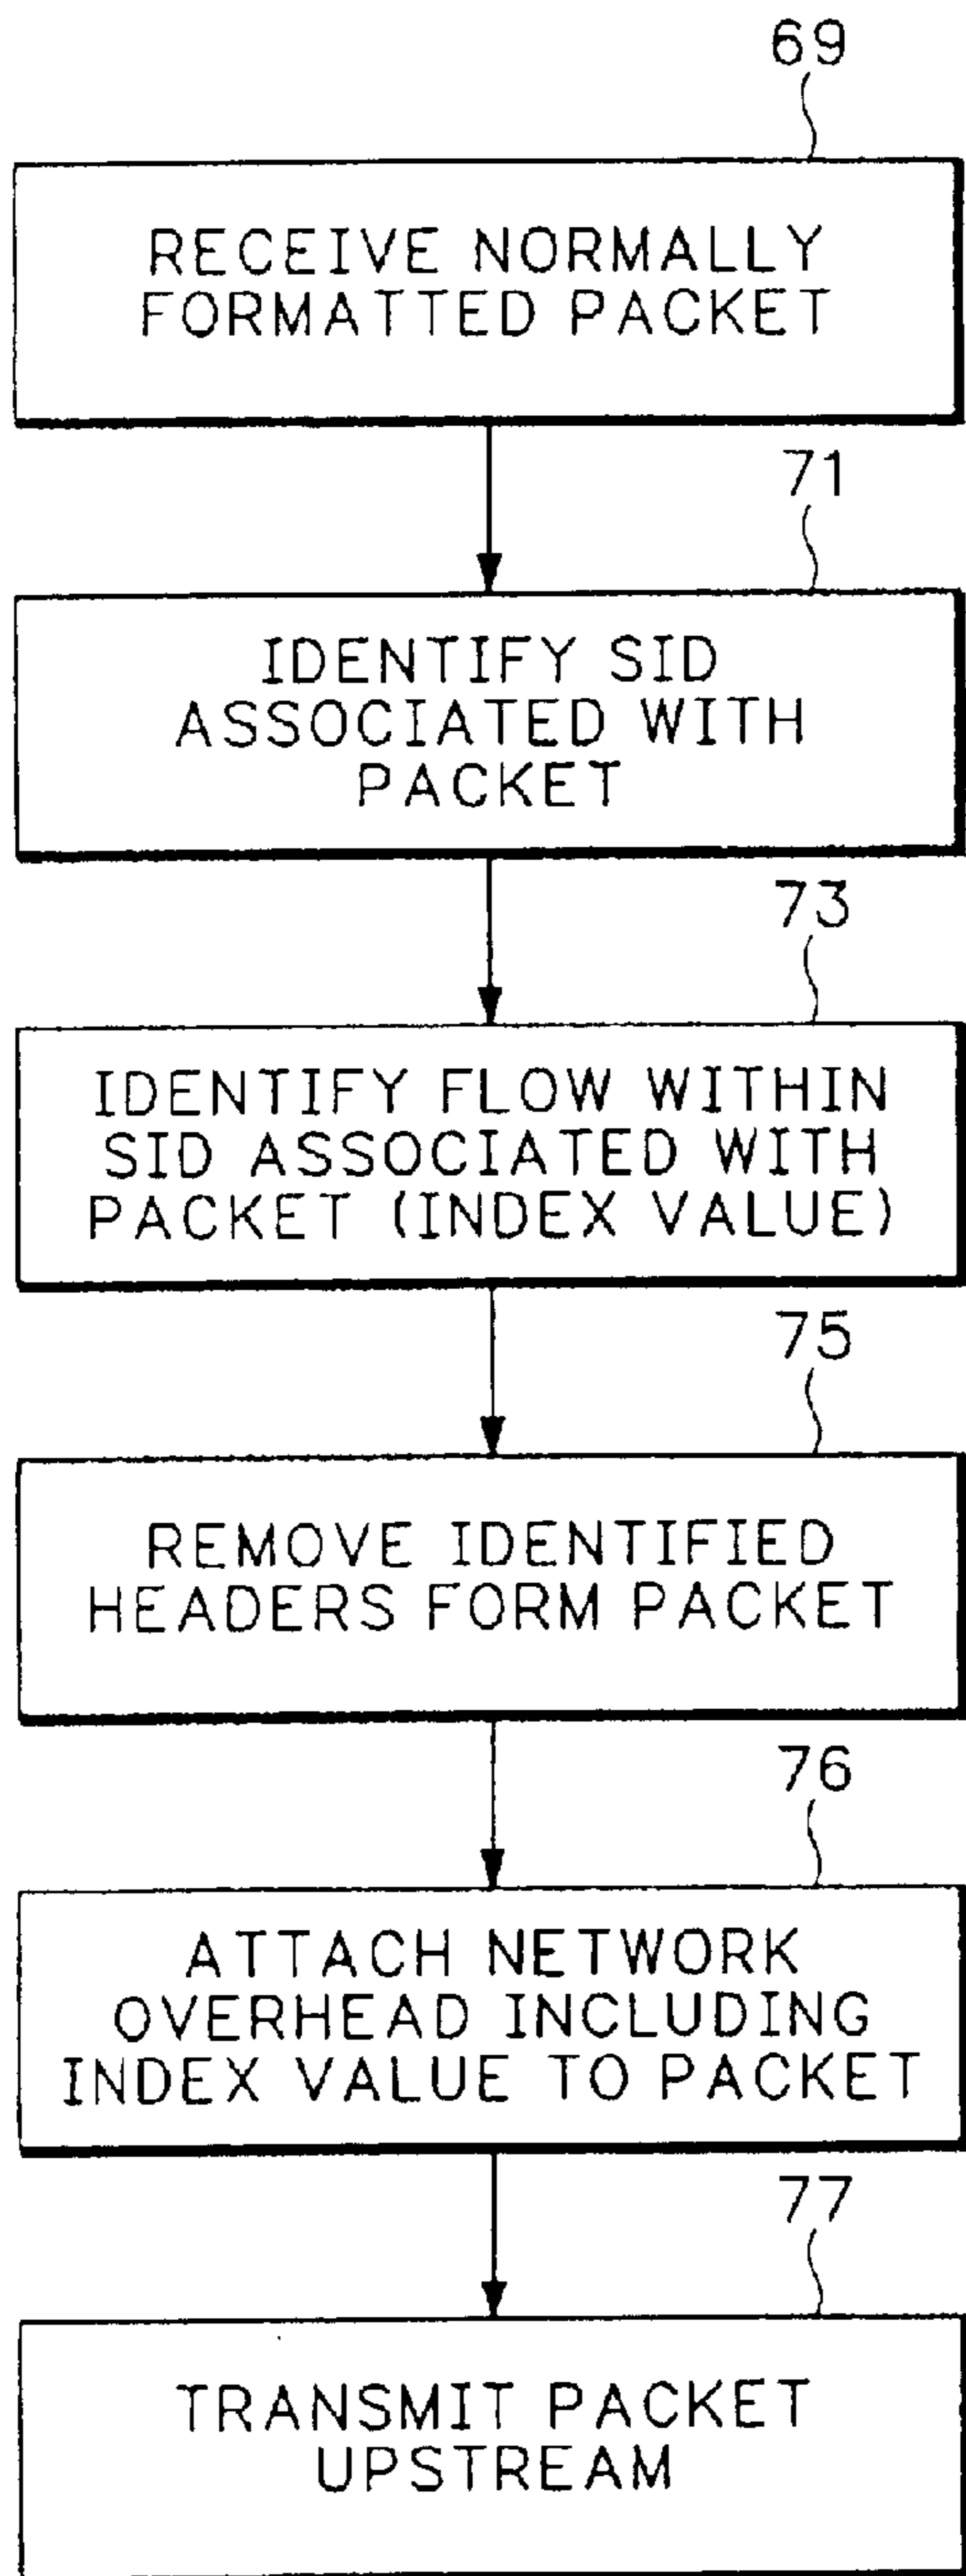 69
RECEIVE NORMALLY
FORMATTED PACKET
71
IDENTIFY SID
ASSOCIATED WITH
PACKET
73
IDENTIFY FLOW WITHIN
SID ASSOCIATED WITH
PACKET (INDEX VALUE)
75
REMOVE IDENTIFIED
HEADERS FORM PACKET
76
ATTACH NETWORK
OVERHEAD INCLUDING
INDEX VALUE TO PACKET
77
TRANSMIT PACKET
UPSTREAM